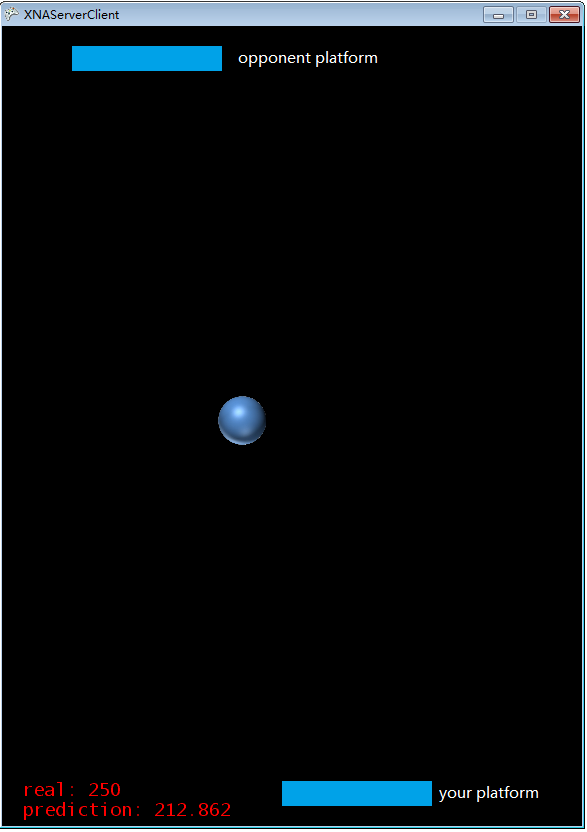 XNAServerClient
opponent platform
real: 250
prediction: 212.862
your platform